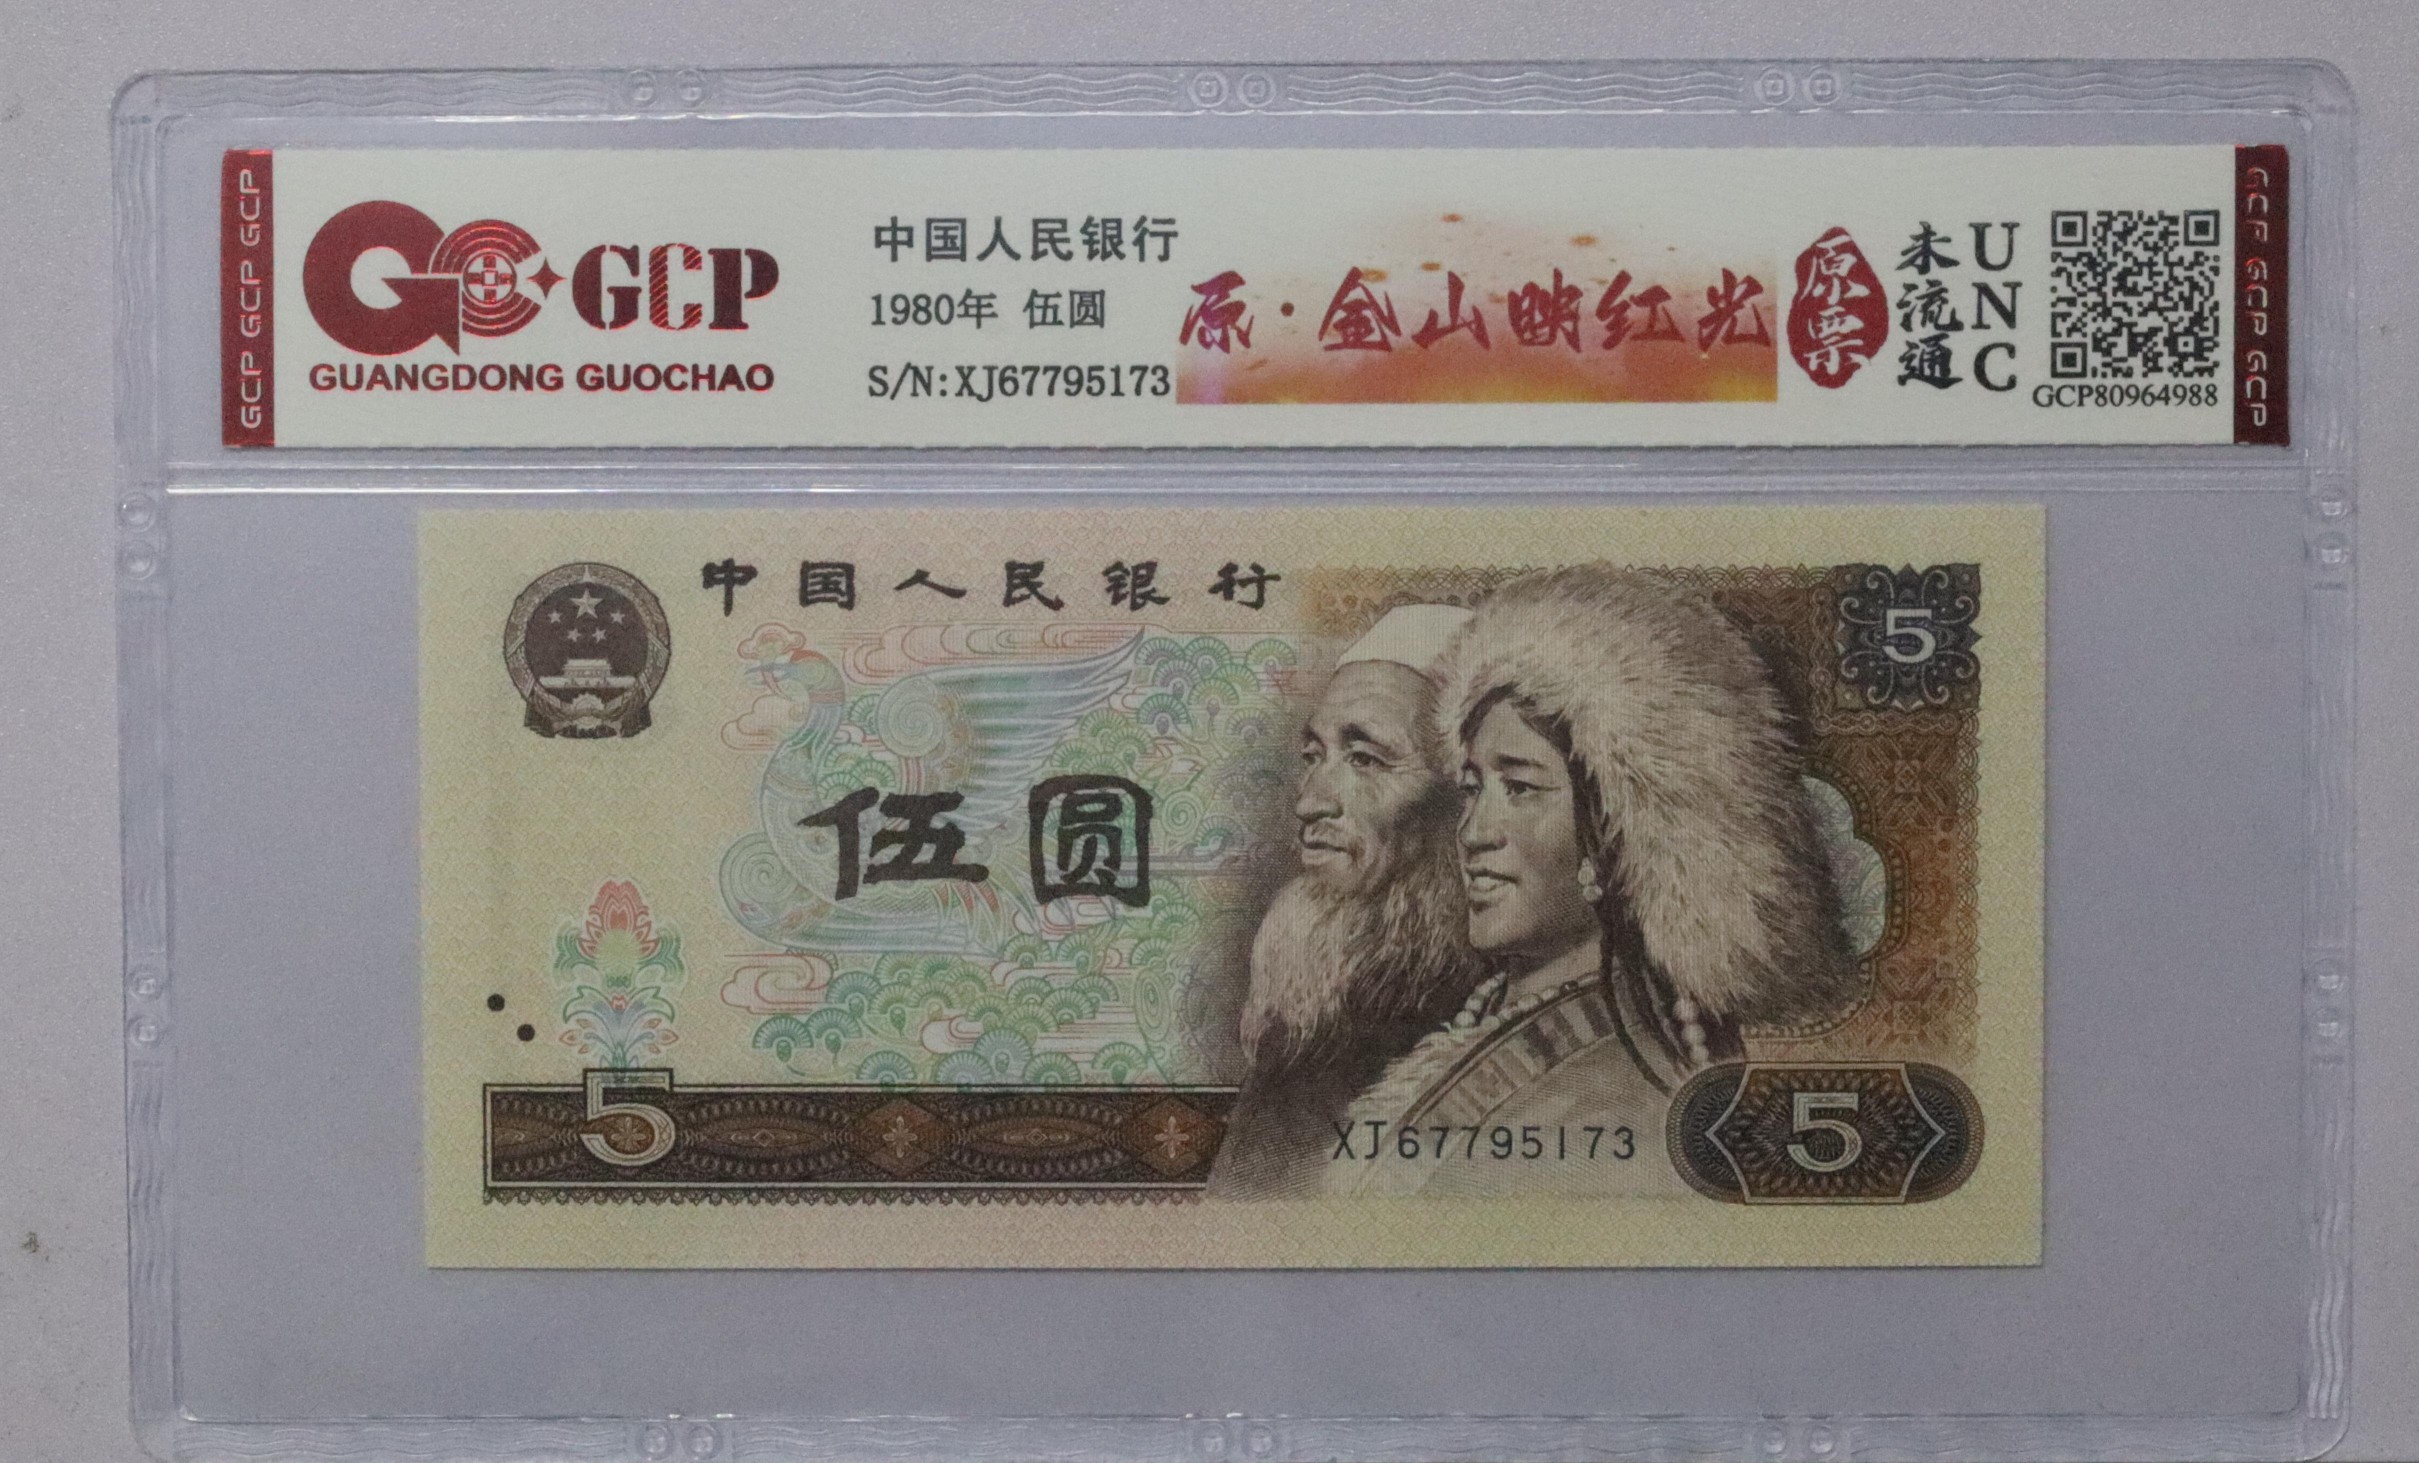 GCP GCP GCP
GCP
GUANGDONG GUOCHAO
中国人民银行
1980年 伍圆
S/N:XJ67795173
原·金山映红光
原票
未流通
UNC
GCP80964988
GCP GCP GCP
中国人民银行
5
伍圆
5
XJ67795173
5